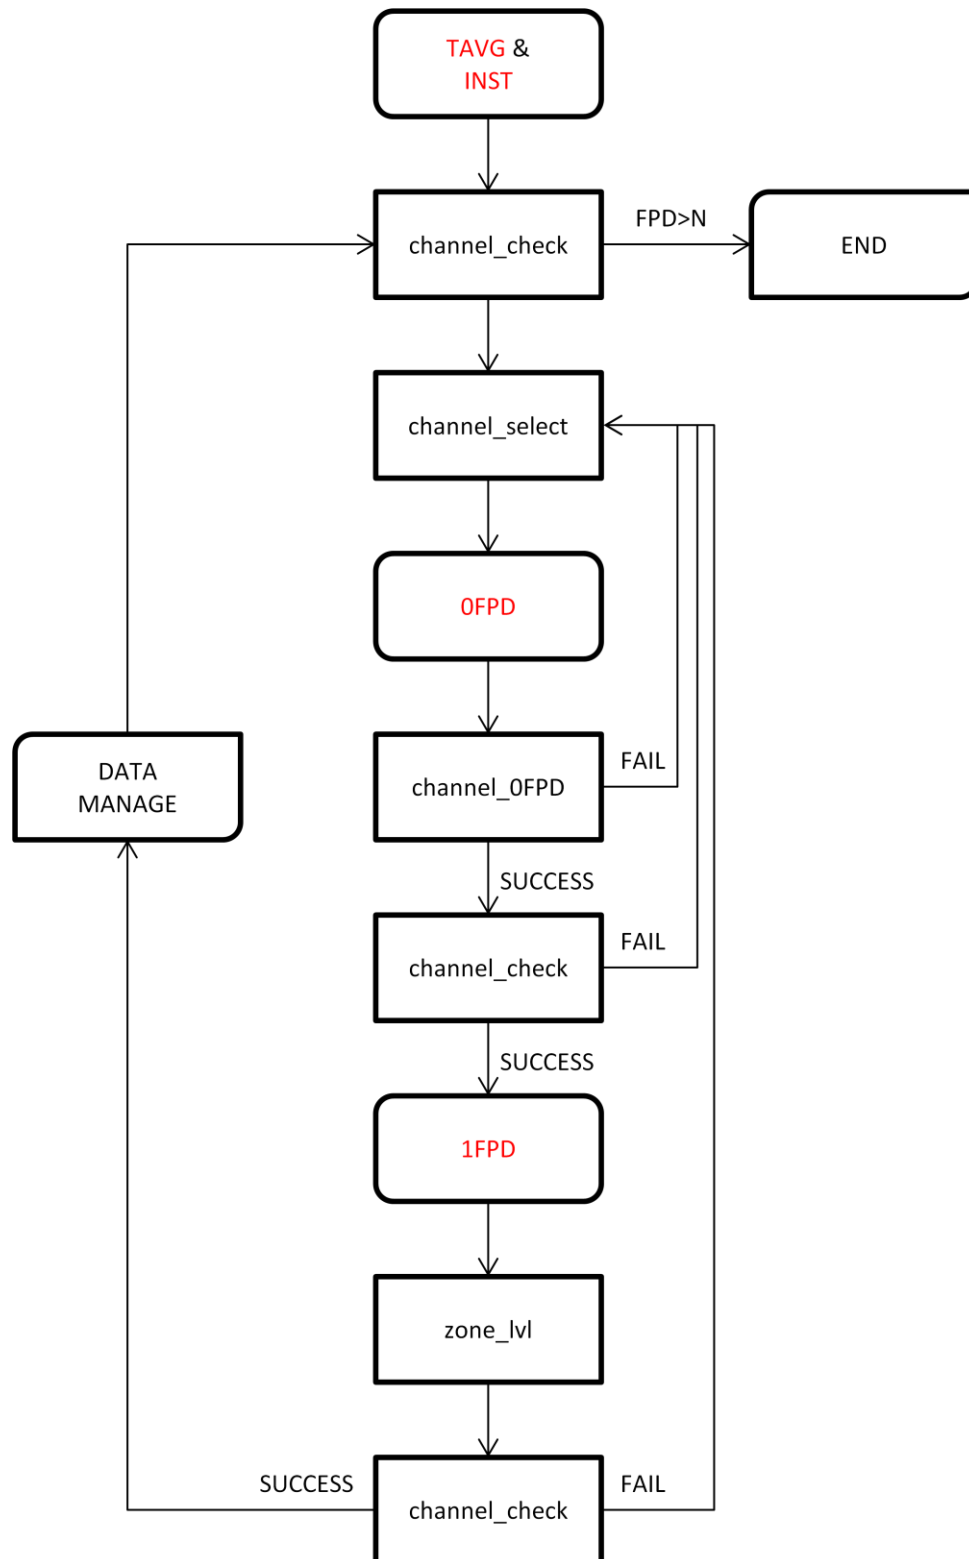 TAVG &
INST
channel_check
FPD>N
END
channel_select
0FPD
channel_0FPD
FAIL
DATA
MANAGE
SUCCESS
channel_check
FAIL
SUCCESS
1FPD
zone_lvl
SUCCESS
channel_check
FAIL